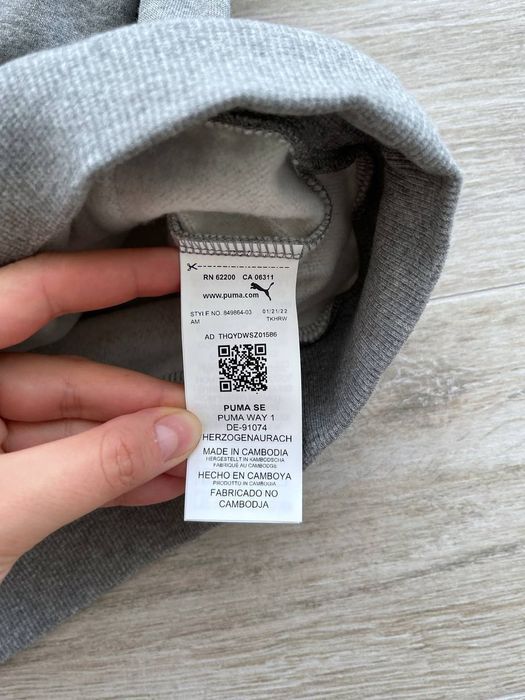 RN 62200 CA 06311
www.puma.com
STYLE NO. 849864-03 01/21/22
AM TKHRW
AD THQYDWSZ01586
PUMA SE
PUMA WAY 1
DE-91074
HERZOGENAURACH
MADE IN CAMBODIA
HERGESTELLT IN KAMBODSCHA
FABRIQUÉ AU CAMBODGE
HECHO EN CAMBOYA
PRODOTTO IN CAMBOGIA
FABRICADO NO
CAMBODJA